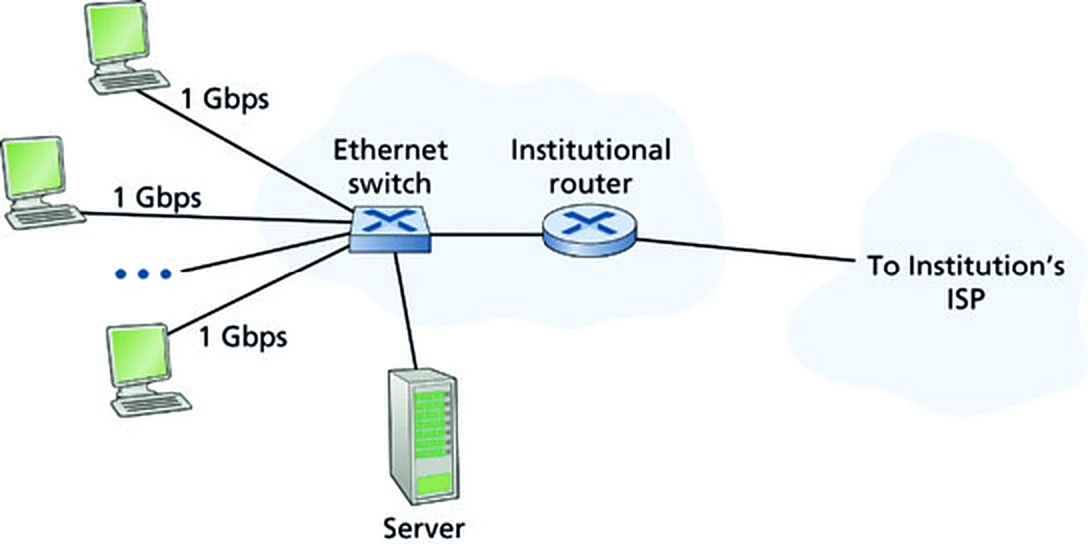 1 Gbps
Ethernet
switch
Institutional
router
1 Gbps
To Institution's
ISP
1 Gbps
Server